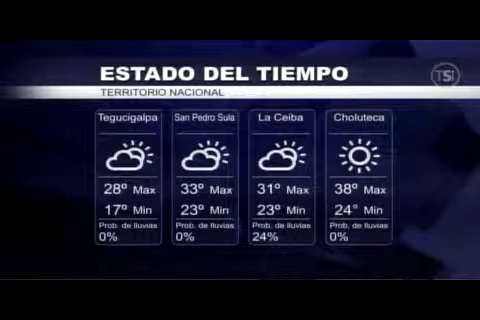 ESTADO DEL TIEMPO
TSi
TERRITORIO NACIONAL
Tegucigalpa
28º Max
17º Min
Prob. de lluvias
0%
San Pedro Sula
33º Max
23º Min
Prob. de lluvias
0%
La Ceiba
31º Max
23º Min
Prob. de lluvias
24%
Choluteca
38º Max
24° Min
Prob. de lluvias
0%